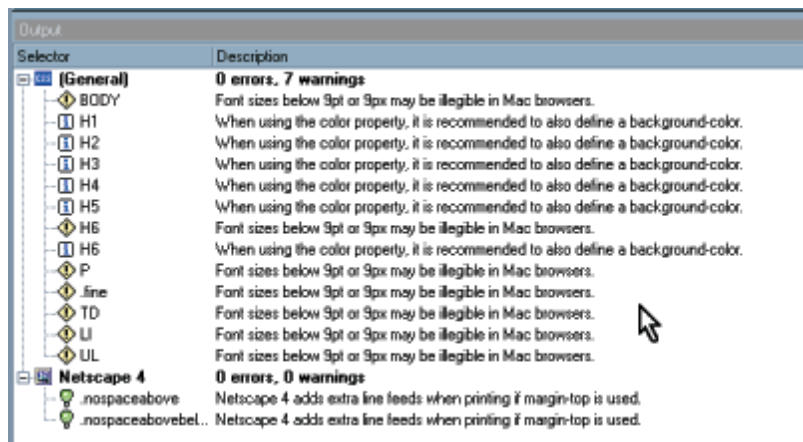 Output
Selector Description
(General) 0 errors, 7 warnings
BODY Font sizes below 9pt or 9px may be illegible in Mac browsers.
H1 When using the color property, it is recommended to also define a background-color.
H2 When using the color property, it is recommended to also define a background-color.
H3 When using the color property, it is recommended to also define a background-color.
H4 When using the color property, it is recommended to also define a background-color.
H5 When using the color property, it is recommended to also define a background-color.
H6 Font sizes below 9pt or 9px may be illegible in Mac browsers.
H6 When using the color property, it is recommended to also define a background-color.
P Font sizes below 9pt or 9px may be illegible in Mac browsers.
.fine Font sizes below 9pt or 9px may be illegible in Mac browsers.
TD Font sizes below 9pt or 9px may be illegible in Mac browsers.
LI Font sizes below 9pt or 9px may be illegible in Mac browsers.
UL Font sizes below 9pt or 9px may be illegible in Mac browsers.
Netscape 4 0 errors, 0 warnings
.nospaceabove Netscape 4 adds extra line feeds when printing if margin-top is used.
.nospaceabovebel... Netscape 4 adds extra line feeds when printing if margin-top is used.